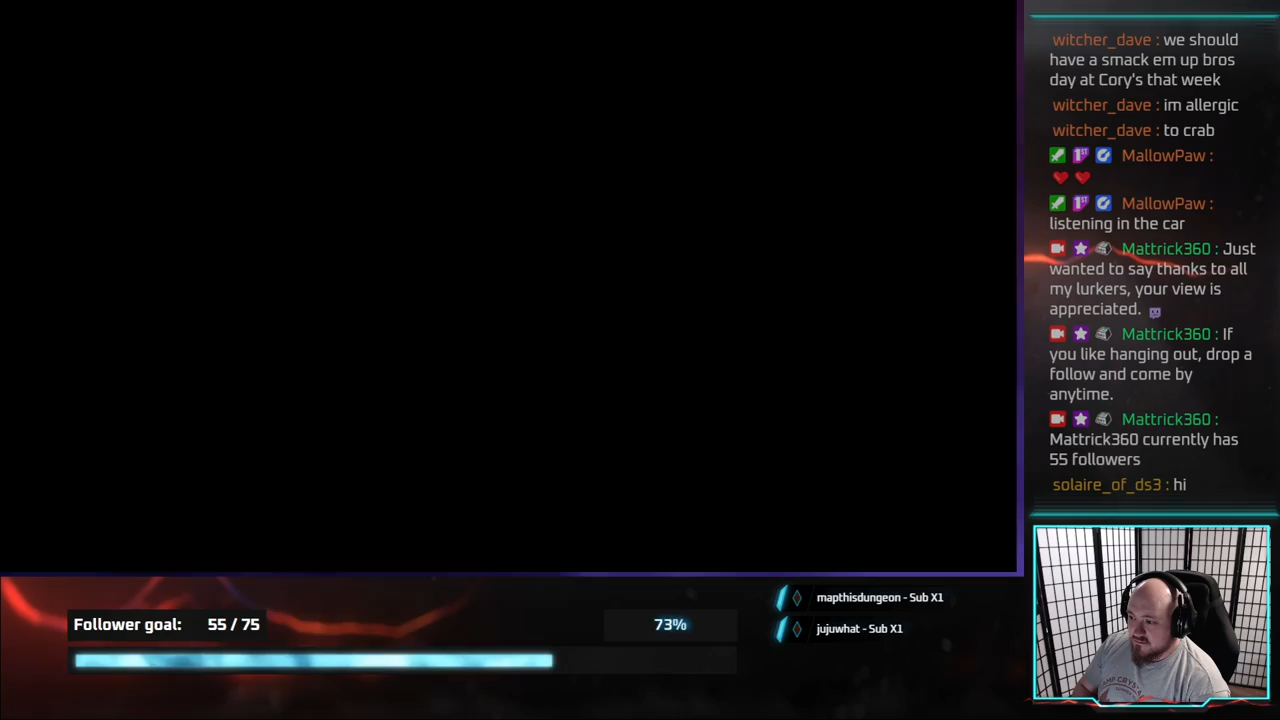 witcher_dave : we should
have a smack em up bros
day at Cory's that week
witcher_dave : im allergic
witcher_dave : to crab
1ST MallowPaw :
1ST MallowPaw :
listening in the car
Mattrick360 : Just
wanted to say thanks to all
my lurkers, your view is
appreciated.
Mattrick360 : If
you like hanging out, drop a
follow and come by
anytime.
Mattrick360 :
Mattrick360 currently has
55 followers
solaire_of_ds3 : hi
Follower goal: 55 / 75
73%
mapthisdungeon - Sub X1
jujuwhat - Sub X1